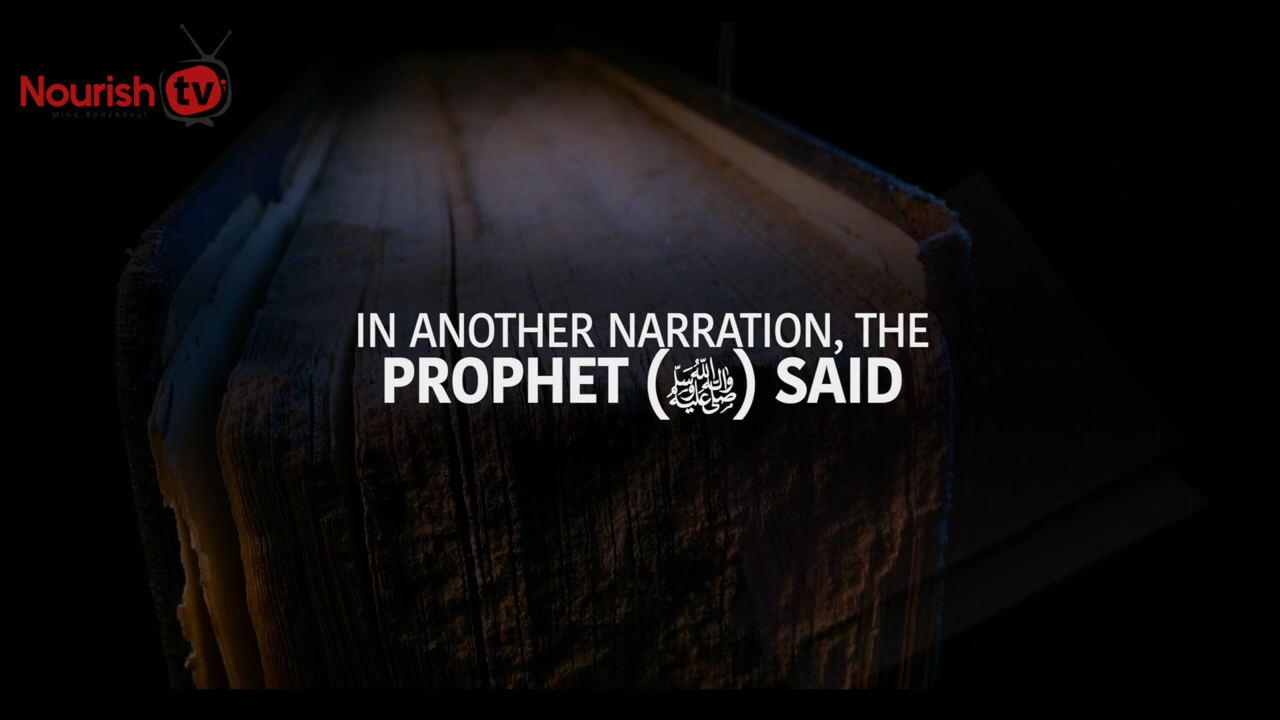 Nourish tv
Mind, Body & Soul
IN ANOTHER NARRATION, THE
PROPHET (ﷺ) SAID